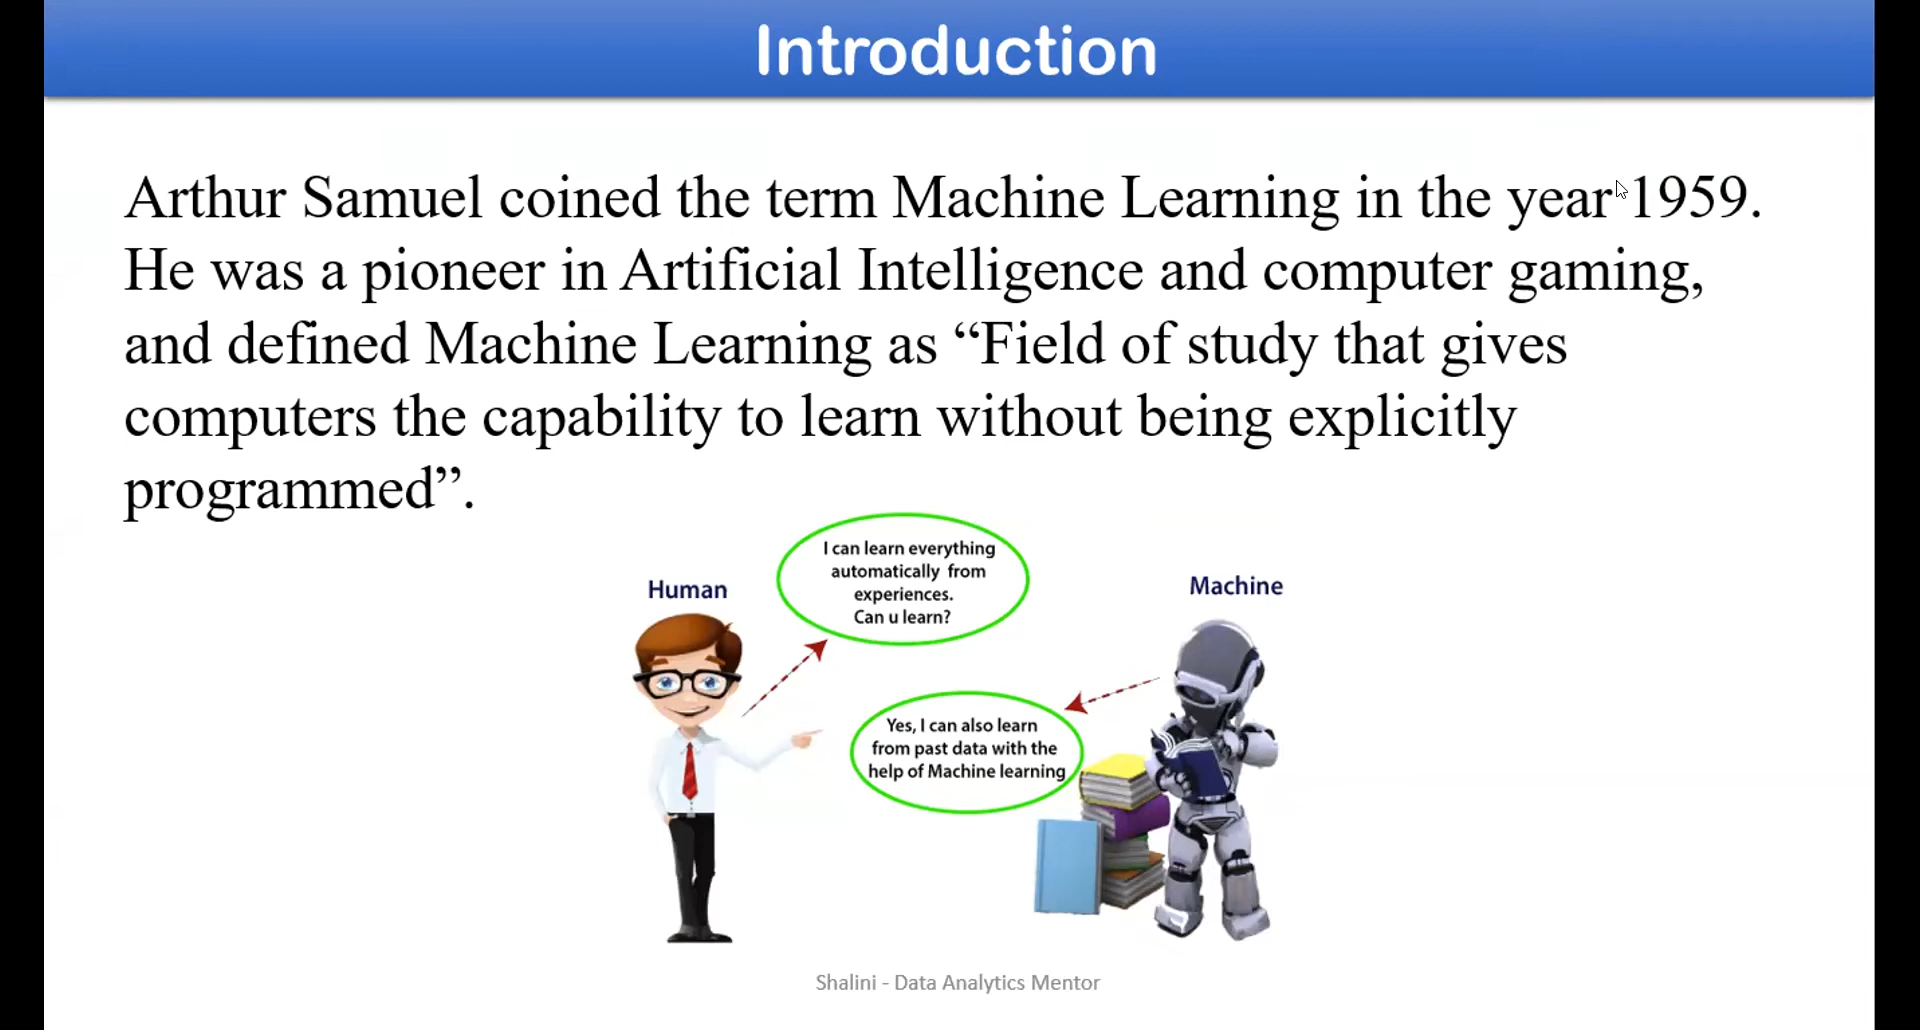 Introduction
Arthur Samuel coined the term Machine Learning in the year 1959.
He was a pioneer in Artificial Intelligence and computer gaming,
and defined Machine Learning as “Field of study that gives
computers the capability to learn without being explicitly
programmed”.
I can learn everything
automatically from
experiences.
Can u learn?
Human
Machine
Yes, I can also learn
from past data with the
help of Machine learning
Shalini - Data Analytics Mentor